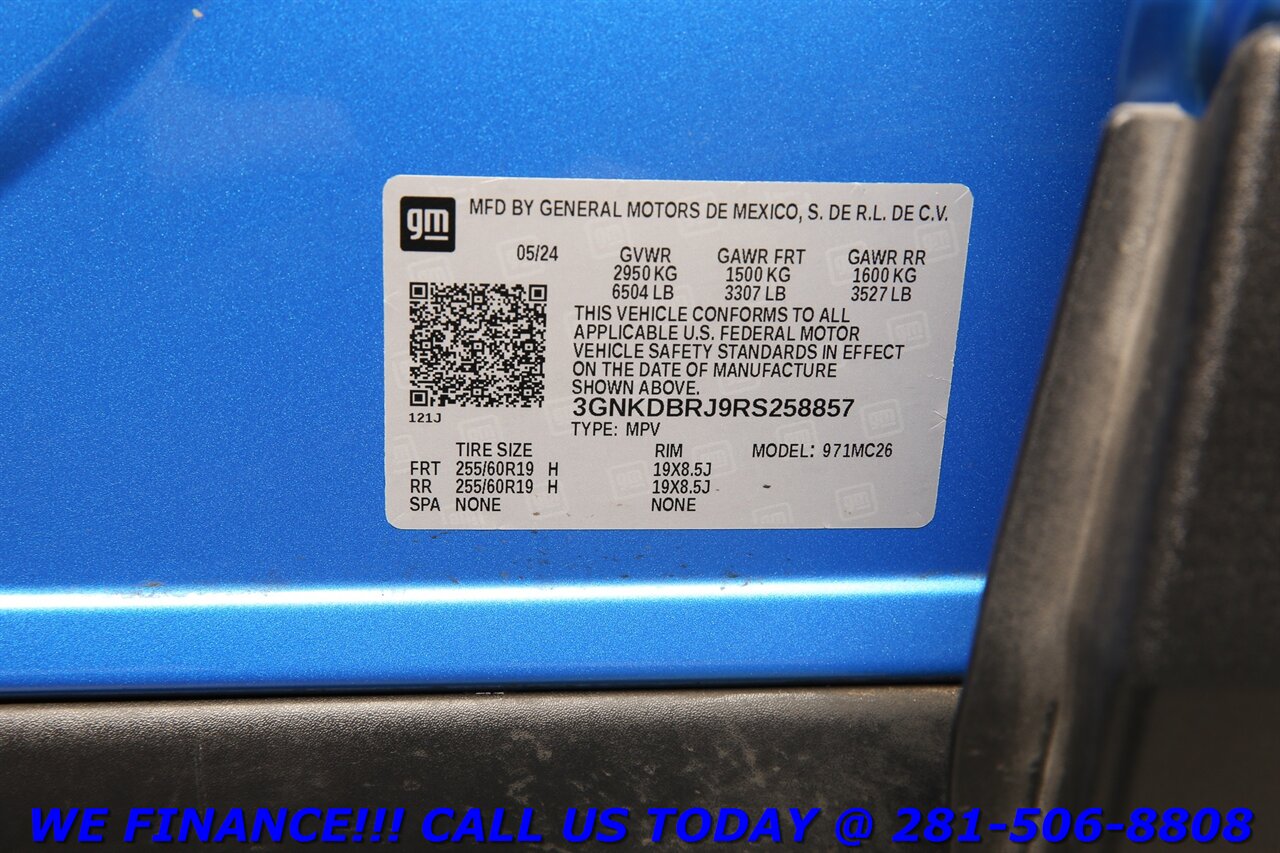 gm MFD BY GENERAL MOTORS DE MEXICO, S. DE R.L. DE C.V.
05/24 GVWR GAWR FRT GAWR RR
2950 KG 1500 KG 1600 KG
6504 LB 3307 LB 3527 LB
THIS VEHICLE CONFORMS TO ALL
APPLICABLE U.S. FEDERAL MOTOR
VEHICLE SAFETY STANDARDS IN EFFECT
ON THE DATE OF MANUFACTURE
SHOWN ABOVE.
3GNKDBRJ9RS258857
121J
TYPE: MPV
TIRE SIZE RIM MODEL: 971MC26
FRT 255/60R19 H 19X8.5J
RR 255/60R19 H 19X8.5J
SPA NONE NONE
WE FINANCE!!! CALL US TODAY @ 281-506-8808